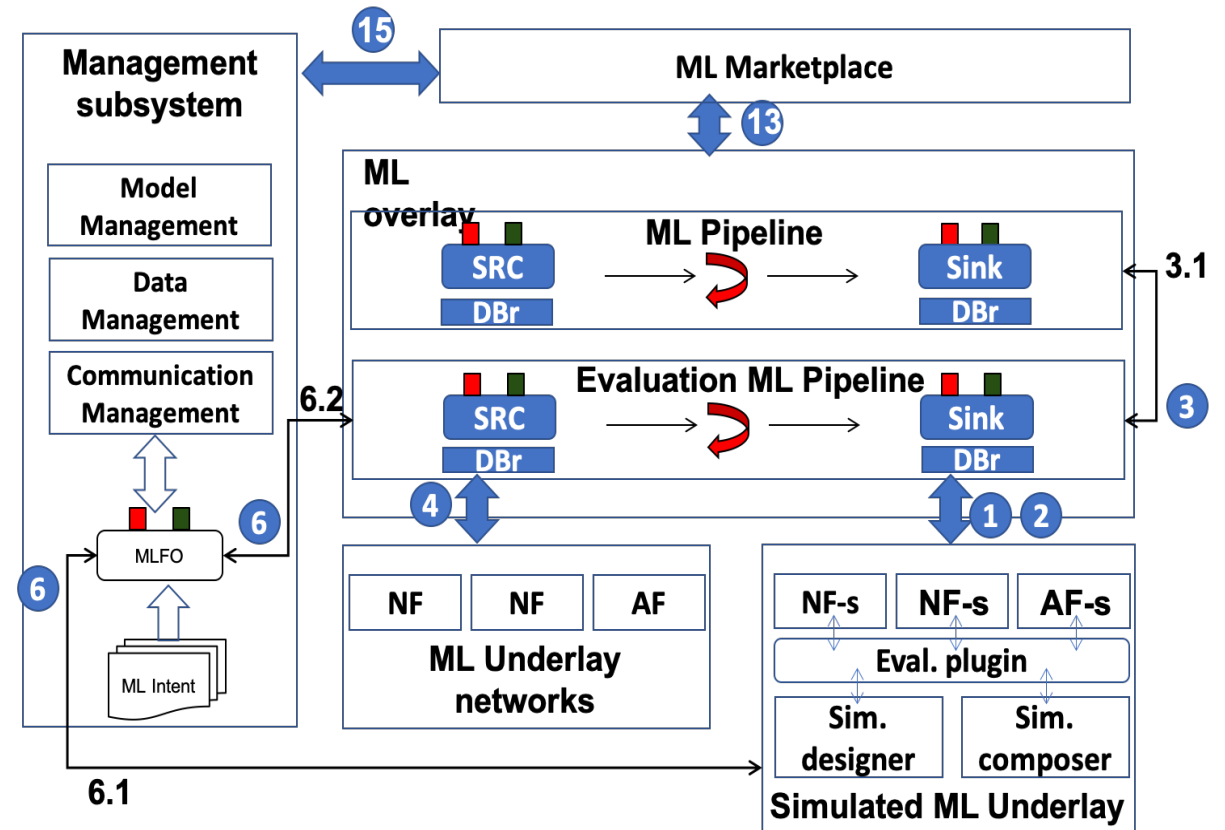 15
Management
subsystem
ML Marketplace
13
Model
Management
Data
Management
Communication
Management
6
MLFO
6
ML Intent
6.1
6.2
ML
overlay
ML Pipeline
SRC
Sink
DBr
DBr
3.1
Evaluation ML Pipeline
SRC
Sink
DBr
DBr
3
4
1
2
NF
NF
AF
ML Underlay
networks
NF-s
NF-s
AF-s
Eval. plugin
Sim.
designer
Sim.
composer
Simulated ML Underlay